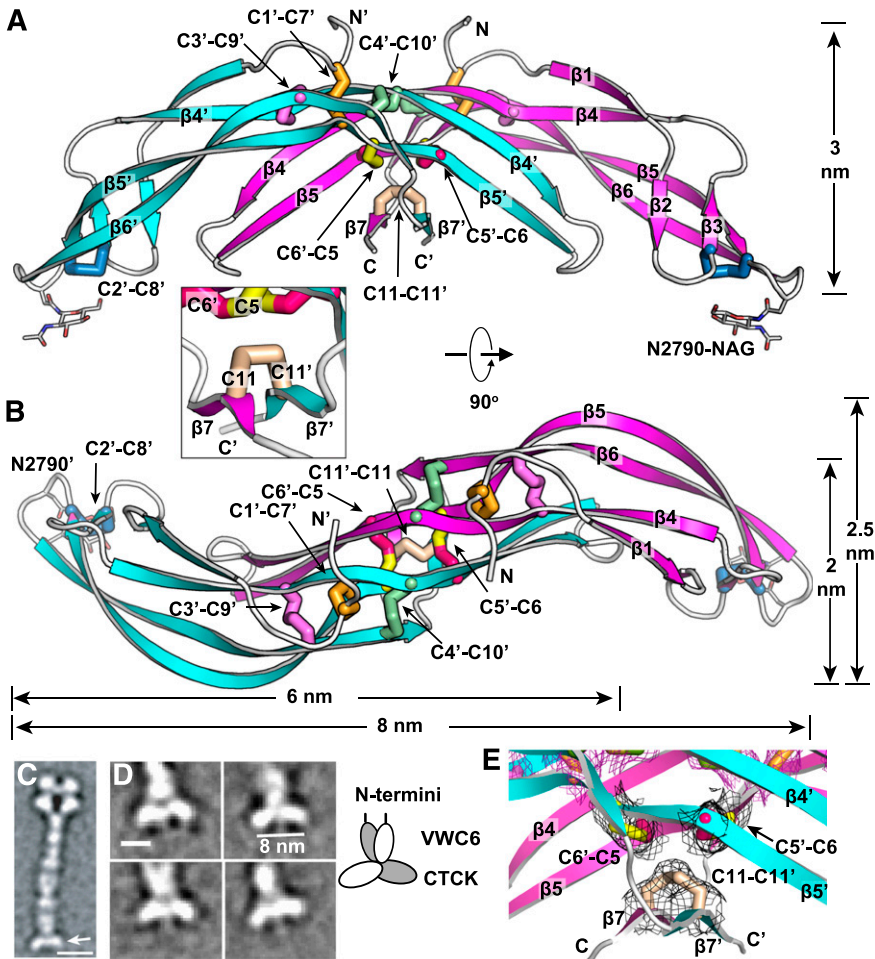 A
C1’-C7’
N’
N
C3’-C9’
C4’-C10’
β1
β4’
β4
3
nm
β4
β4’
β5
β5’
β5
β6
β2
β5’
β6’
β7
β7’
β3
C6’-C5
C5’-C6
C
C’
C2’-C8’
C11-C11’
C6’
C5
N2790-NAG
C11
C11’
β7
β7’
C’
90º
B
β5
C2’-C8’
N2790’
C11’-C11
β6
C6’-C5
C1’-C7’
N’
β4
2.5
nm
2
nm
β1
N
C3’-C9’
C5’-C6
C4’-C10’
6 nm
8 nm
C
D
E
N-termini
VWC6
8 nm
CTCK
β4’
β4
C5’-C6
C6’-C5
C11-C11’
β5
β5’
β7
C
β7’
C’